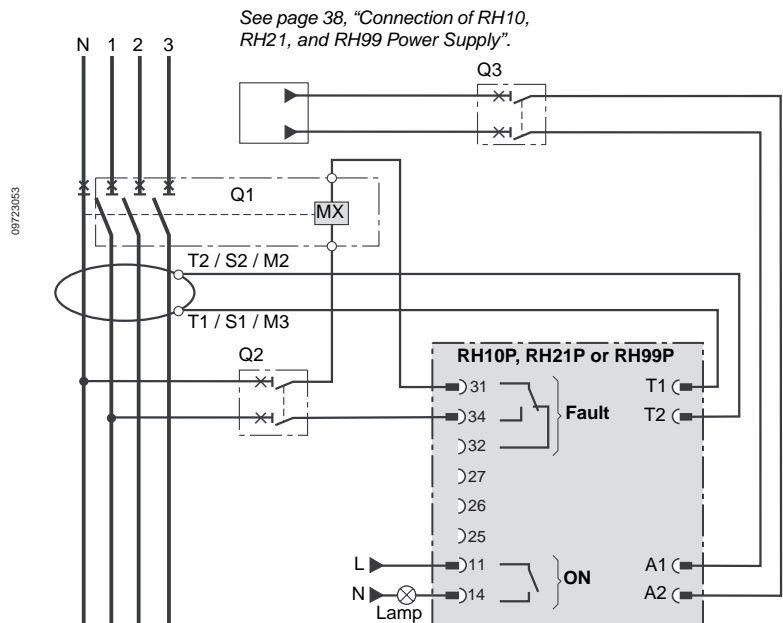 See page 38, “Connection of RH10,
RH21, and RH99 Power Supply”.
N 1 2 3
Q3
09723053
Q1
MX
T2 / S2 / M2
T1 / S1 / M3
Q2
RH10P, RH21P or RH99P
31
T1
34
Fault
T2
32
27
26
25
L
11
A1
ON
N
14
A2
Lamp